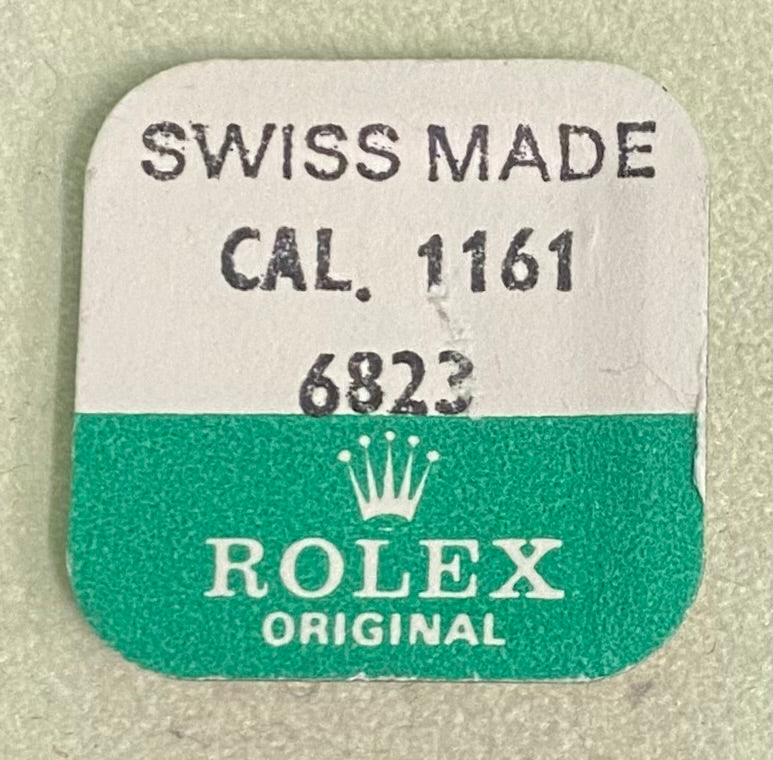 SWISS MADE
CAL. 1161
6823
ROLEX
ORIGINAL